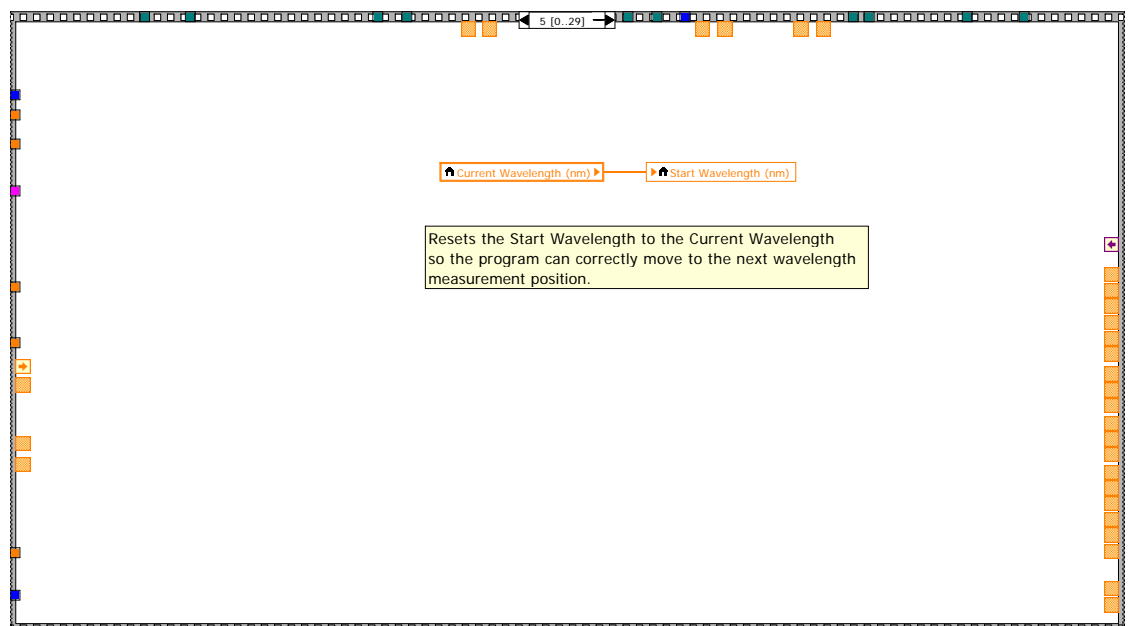 5 [0..29]
Current Wavelength (nm)
Start Wavelength (nm)
Resets the Start Wavelength to the Current Wavelength
so the program can correctly move to the next wavelength
measurement position.